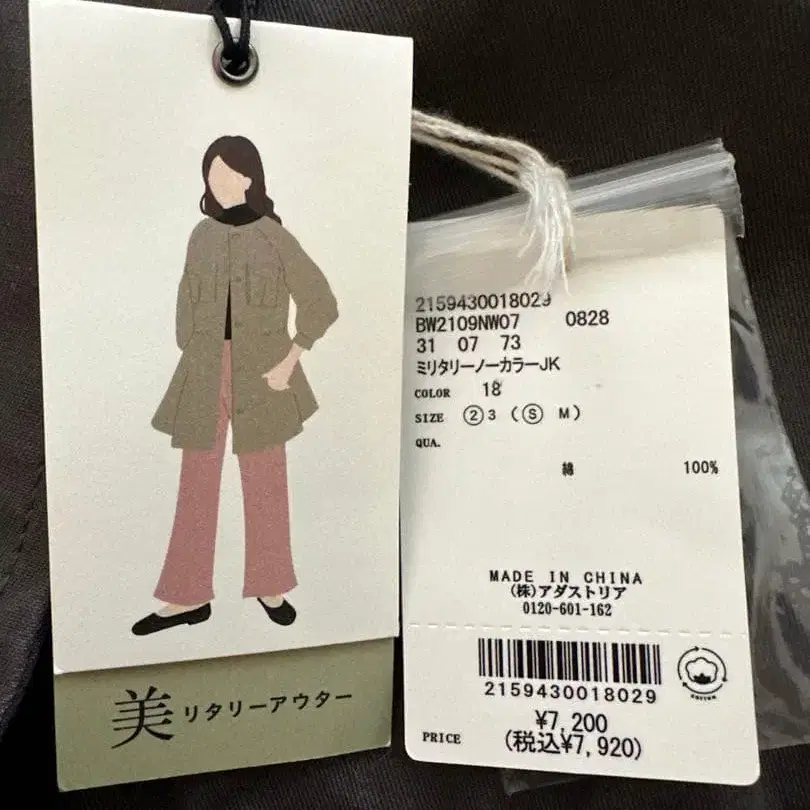 美リタリーアウター
2159430018029
BW2109NW07 0828
31 07 73
ミリタリーノーカラーJK
COLOR 18
SIZE ②3 (Ⓢ M)
QUA.
綿 100%
MADE IN CHINA
(株)アダストリア
0120-601-162
2159430018029
COTTON
¥7,200
PRICE (税込¥7,920)